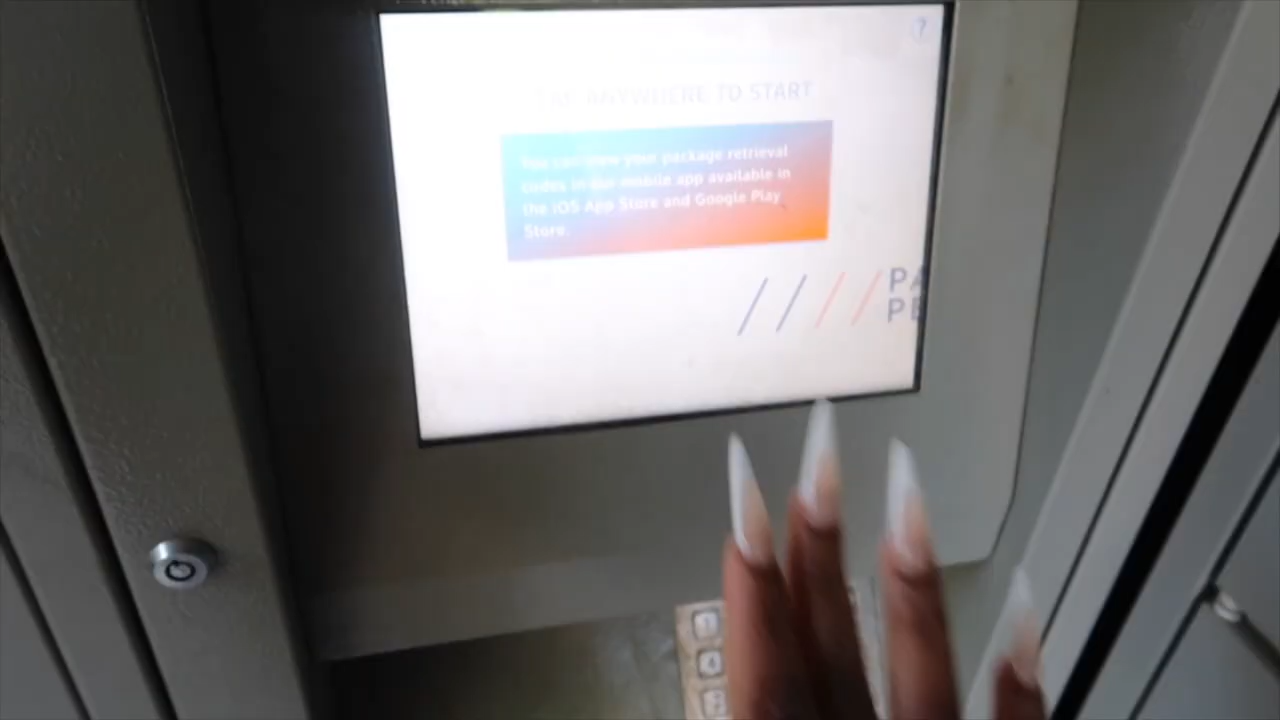 ?
TAP ANYWHERE TO START
You can view your package retrieval
codes in our mobile app available in
the iOS App Store and Google Play
Store.
PA
PE
1
4